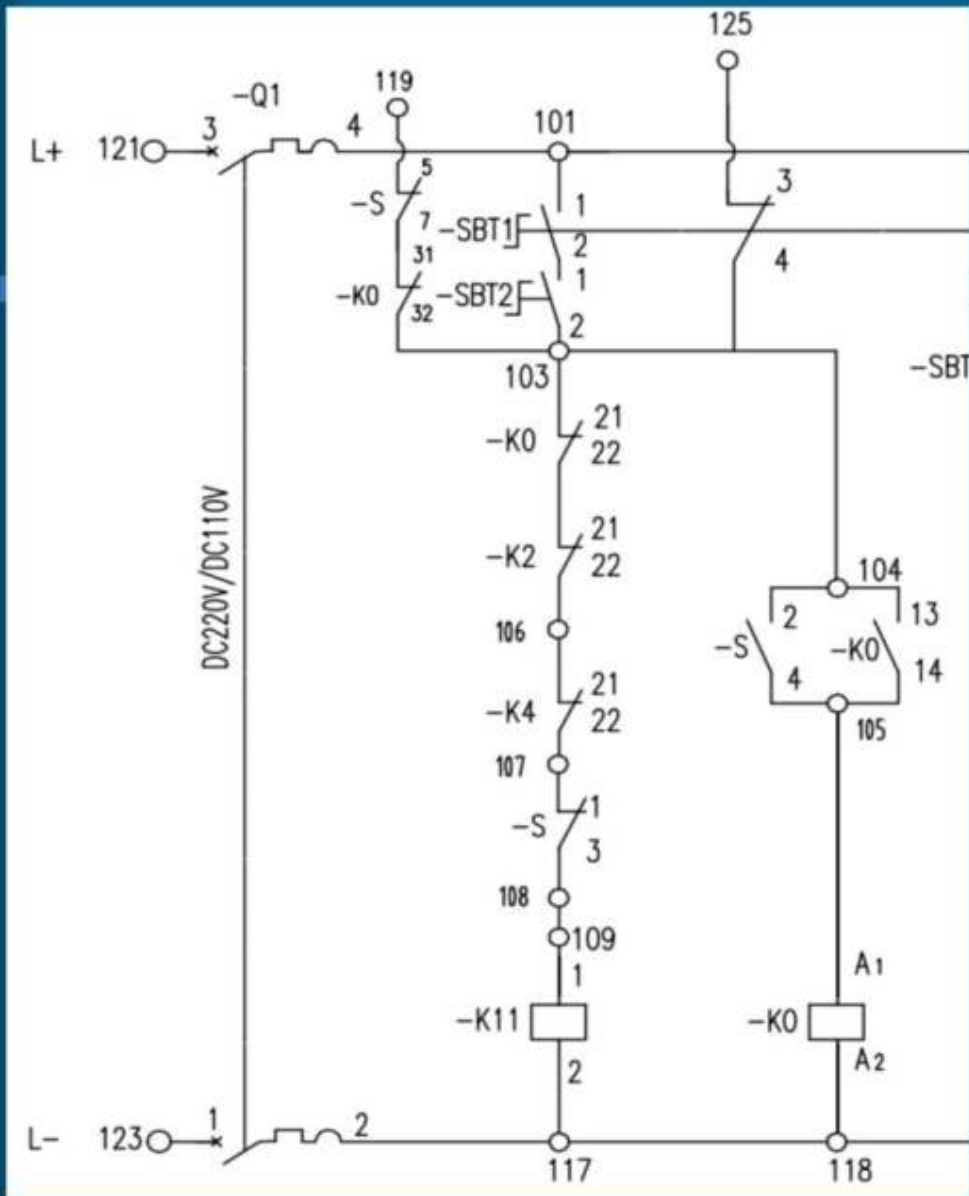 125
119
-Q1
101
L+ 121 3 4
5
-S
7
3
-SBT1
1
2
4
31
-K0
32
-SBT2
1
2
103
-SBT
-K0
21
22
DC220V/DC110V
-K2
21
22
104
106
2
13
-S
-K0
4
14
-K4
21
22
105
107
-S
1
3
108
109
1
A1
-K11
-K0
2
A2
L- 123 1 2
117
118